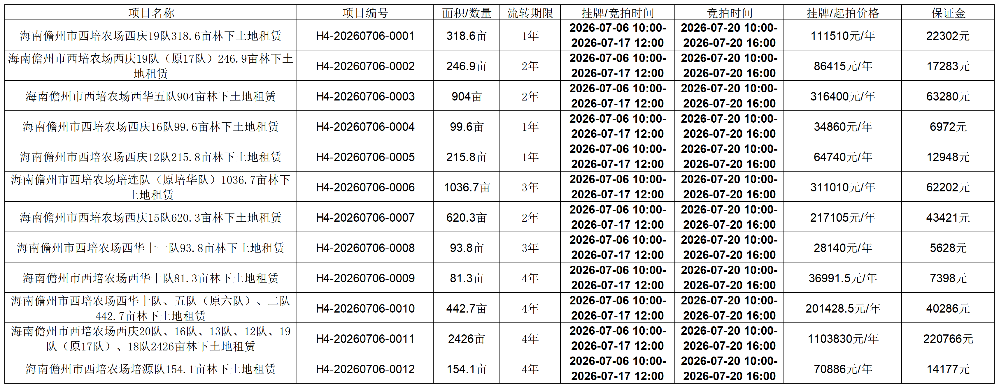 项目名称 项目编号 面积/数量 流转期限 挂牌/竞拍时间 竞拍时间 挂牌/起拍价格 保证金
海南儋州市西培农场西庆19队318.6亩林下土地租赁 H4-20260706-0001 318.6亩 1年 2026-07-06 10:00-2026-07-17 12:00 2026-07-20 10:00-2026-07-20 16:00 111510元/年 22302元
海南儋州市西培农场西庆19队（原17队）246.9亩林下土地租赁 H4-20260706-0002 246.9亩 2年 2026-07-06 10:00-2026-07-17 12:00 2026-07-20 10:00-2026-07-20 16:00 86415元/年 17283元
海南儋州市西培农场西华五队904亩林下土地租赁 H4-20260706-0003 904亩 2年 2026-07-06 10:00-2026-07-17 12:00 2026-07-20 10:00-2026-07-20 16:00 316400元/年 63280元
海南儋州市西培农场西庆16队99.6亩林下土地租赁 H4-20260706-0004 99.6亩 1年 2026-07-06 10:00-2026-07-17 12:00 2026-07-20 10:00-2026-07-20 16:00 34860元/年 6972元
海南儋州市西培农场西庆12队215.8亩林下土地租赁 H4-20260706-0005 215.8亩 1年 2026-07-06 10:00-2026-07-17 12:00 2026-07-20 10:00-2026-07-20 16:00 64740元/年 12948元
海南儋州市西培农场培连队（原培华队）1036.7亩林下土地租赁 H4-20260706-0006 1036.7亩 3年 2026-07-06 10:00-2026-07-17 12:00 2026-07-20 10:00-2026-07-20 16:00 311010元/年 62202元
海南儋州市西培农场西庆15队620.3亩林下土地租赁 H4-20260706-0007 620.3亩 2年 2026-07-06 10:00-2026-07-17 12:00 2026-07-20 10:00-2026-07-20 16:00 217105元/年 43421元
海南儋州市西培农场西华十一队93.8亩林下土地租赁 H4-20260706-0008 93.8亩 3年 2026-07-06 10:00-2026-07-17 12:00 2026-07-20 10:00-2026-07-20 16:00 28140元/年 5628元
海南儋州市西培农场西华十队81.3亩林下土地租赁 H4-20260706-0009 81.3亩 4年 2026-07-06 10:00-2026-07-17 12:00 2026-07-20 10:00-2026-07-20 16:00 36991.5元/年 7398元
海南儋州市西培农场西华十队、五队（原六队）、二队442.7亩林下土地租赁 H4-20260706-0010 442.7亩 4年 2026-07-06 10:00-2026-07-17 12:00 2026-07-20 10:00-2026-07-20 16:00 201428.5元/年 40286元
海南儋州市西培农场西庆20队、16队、13队、12队、19队（原17队）、18队2426亩林下土地租赁 H4-20260706-0011 2426亩 4年 2026-07-06 10:00-2026-07-17 12:00 2026-07-20 10:00-2026-07-20 16:00 1103830元/年 220766元
海南儋州市西培农场培源队154.1亩林下土地租赁 H4-20260706-0012 154.1亩 4年 2026-07-06 10:00-2026-07-17 12:00 2026-07-20 10:00-2026-07-20 16:00 70886元/年 14177元